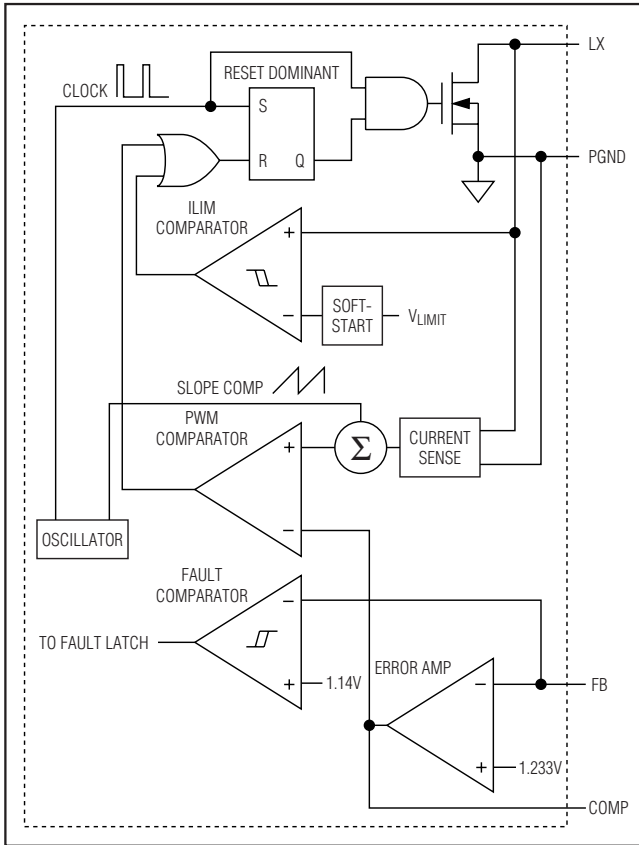 LX
CLOCK
RESET DOMINANT
S
R
Q
PGND
ILIM
COMPARATOR
+
−
SOFT-
START
VLIMIT
SLOPE COMP
PWM
COMPARATOR
+
−
Σ
CURRENT
SENSE
OSCILLATOR
FAULT
COMPARATOR
−
+
1.14V
TO FAULT LATCH
ERROR AMP
−
+
1.233V
FB
COMP